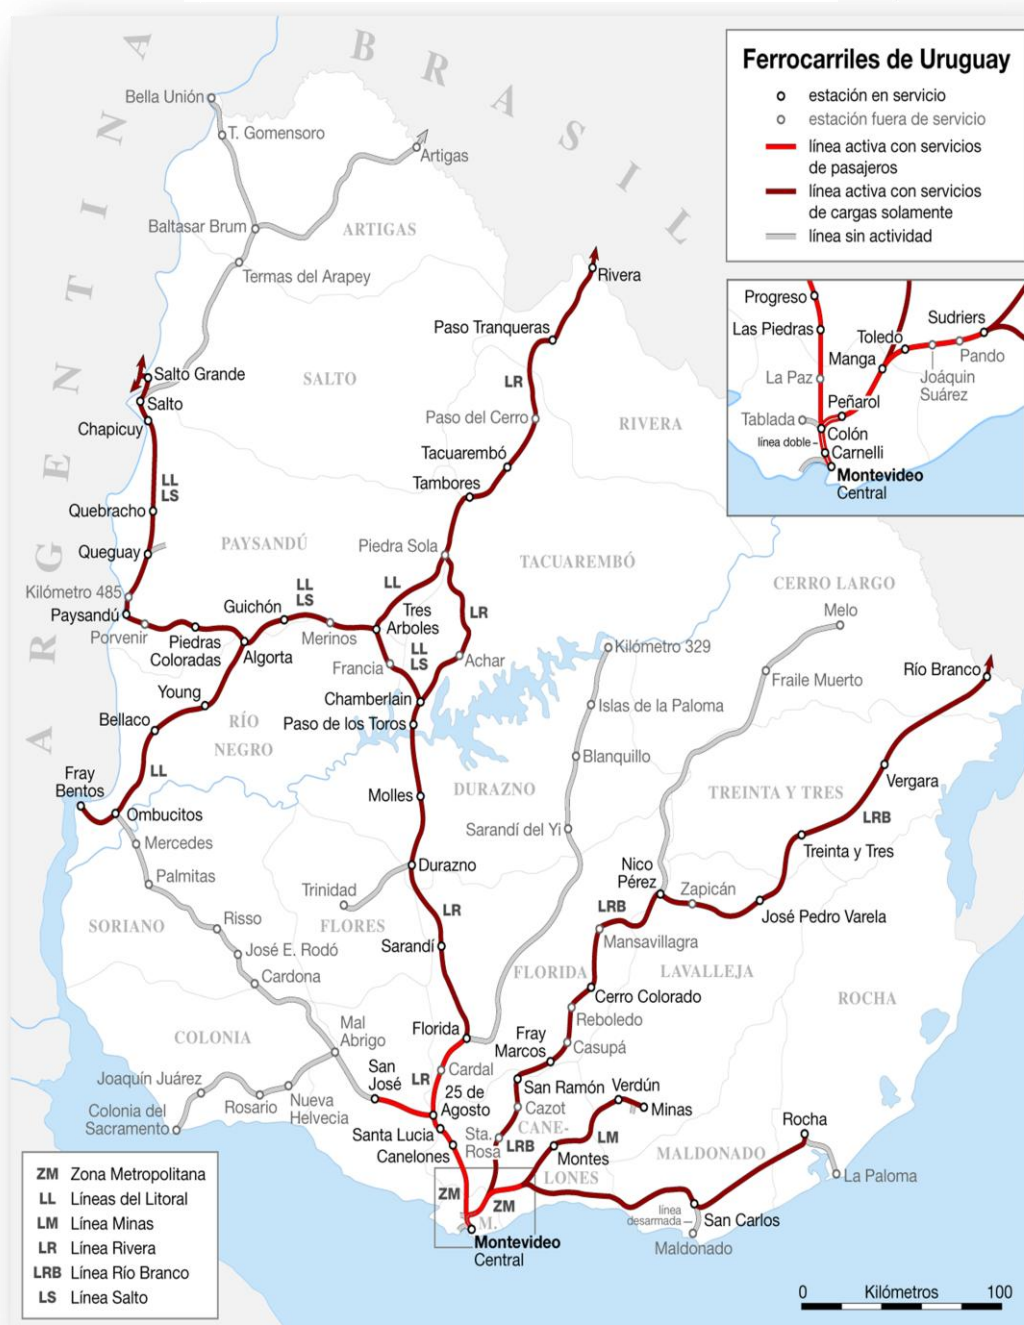 ARGENTINA
BRASIL
Ferrocarriles de Uruguay
estación en servicio
estación fuera de servicio
línea activa con servicios
de pasajeros
línea activa con servicios
de cargas solamente
línea sin actividad
Bella Unión
T. Gomensoro
Artigas
Baltasar Brum
ARTIGAS
Termas del Arapey
Rivera
Paso Tranqueras
Progreso
Las Piedras
Toledo
Sudriers
Manga
Pando
La Paz
Joáquin
Suárez
Peñarol
Tablada
Colón
línea doble
Carnelli
Montevideo
Central
Salto Grande
SALTO
LR
Salto
Chapicuy
Paso del Cerro
RIVERA
Tacuarembó
LL
LS
Tambores
Quebracho
Queguay
PAYSANDÚ
Piedra Sola
TACUAREMBÓ
Kilómetro 485
LL
LS
LL
CERRO LARGO
Paysandú
Guichón
Tres
Arboles
LR
Melo
Porvenir
Piedras
Coloradas
Merinos
Algorta
LL
LS
Francia
Achar
Kilómetro 329
Fraile Muerto
Río Branco
Young
Chamberlain
Islas de la Paloma
Bellaco
RÍO
NEGRO
Paso de los Toros
Blanquillo
LL
Fray
Bentos
Molles
DURAZNO
TREINTA Y TRES
Vergara
Ombucitos
LRB
Mercedes
Sarandí del Yi
Treinta y Tres
Palmitas
Durazno
Trinidad
Nico
Pérez
Zapicán
SORIANO
Risso
FLORES
LR
LRB
José Pedro Varela
José E. Rodó
Sarandí
Mansavillagra
Cardona
FLORIDA
LAVALLEJA
Cerro Colorado
ROCHA
COLONIA
Mal
Abrigo
Florida
Reboledo
Fray
Marcos
Casupá
Joaquín Juárez
San
José
LR
Cardal
San Ramón
Verdún
Rosario
Nueva
Helvecia
25 de
Agosto
Cazot
Minas
Colonia del
Sacramento
Santa Lucia
Sta.
Rosa
CANE-
LONES
LM
Rocha
Canelones
LRB
Montes
MALDONADO
La Paloma
ZM
ZM
M.
línea
desarmada
San Carlos
Montevideo
Central
Maldonado
ZM Zona Metropolitana
LL Líneas del Litoral
LM Línea Minas
LR Línea Rivera
LRB Línea Río Branco
LS Línea Salto
0 Kilómetros 100